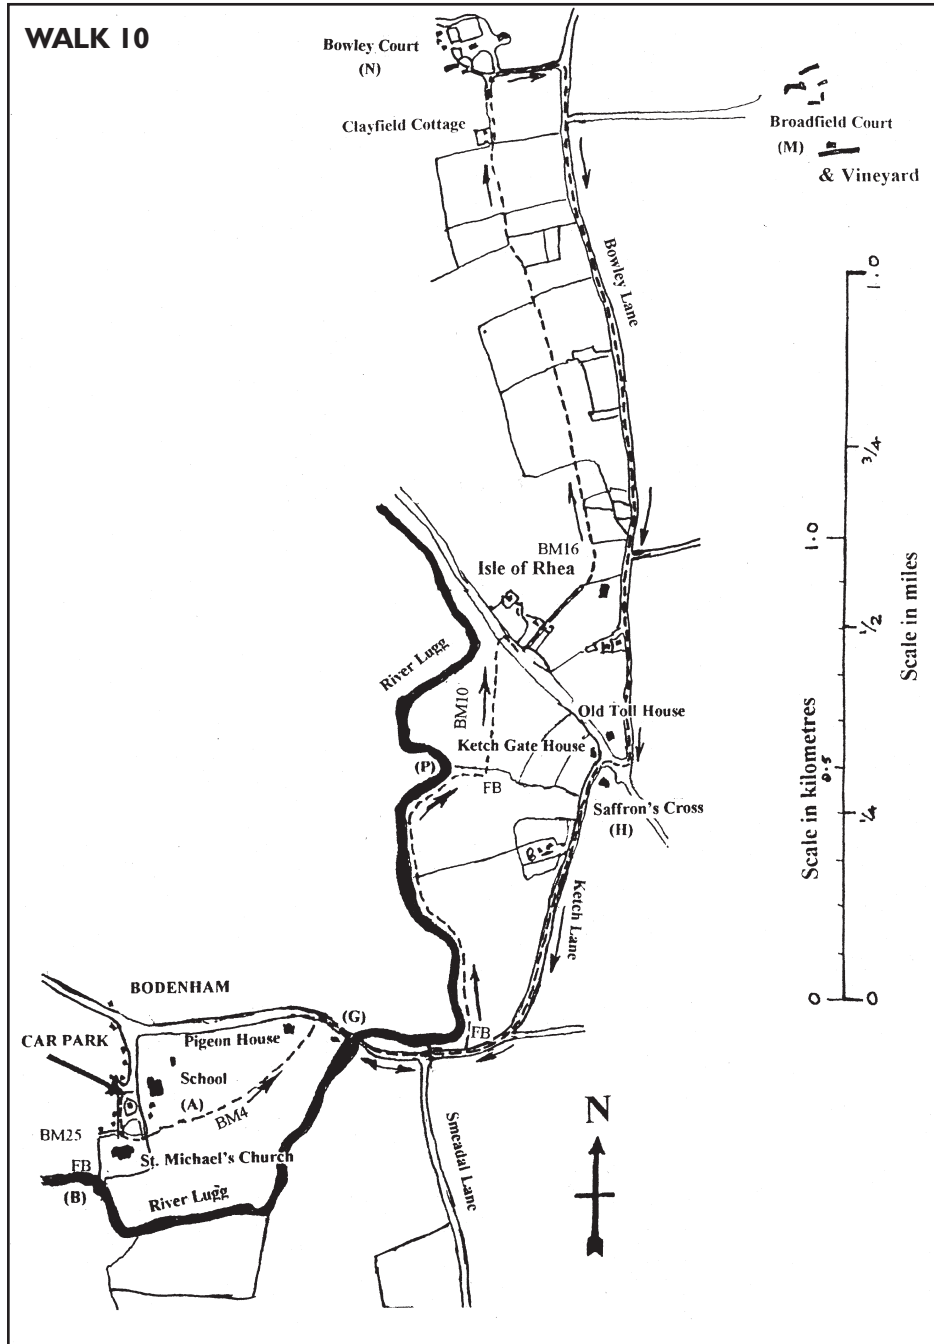 WALK 10
Bowley Court
(N)
Clayfield Cottage
Broadfield Court
(M)
& Vineyard
Bowley Lane
1.0
3/4
1.0
BM16
Isle of Rhea
1/2
Scale in miles
River Lugg
BM10
Old Toll House
Ketch Gate House
(P)
FB
0.5
Saffron's Cross
(H)
1/4
Scale in kilometres
Ketch Lane
0
0
BODENHAM
(G)
FB
CAR PARK
Pigeon House
School
(A)
BM4
BM25
FB
St. Michael's Church
(B)
River Lugg
Smeadal Lane
N